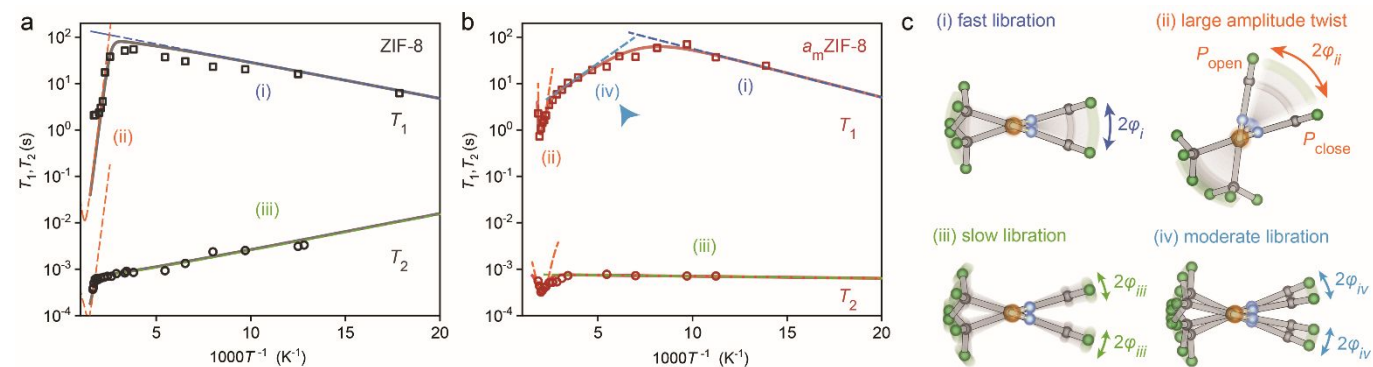 a
b
c
10²
10¹
10⁰
10⁻¹
10⁻²
10⁻³
10⁻⁴
T₁, T₂ (s)
ZIF-8
(i)
T₁
(ii)
(iii)
T₂
5
10
15
20
1000T⁻¹ (K⁻¹)
10²
10¹
10⁰
10⁻¹
10⁻²
10⁻³
10⁻⁴
T₁, T₂ (s)
aₘZIF-8
(iv)
(i)
T₁
(ii)
(iii)
T₂
5
10
15
20
1000T⁻¹ (K⁻¹)
(i) fast libration
2φᵢ
(ii) large amplitude twist
P_open
2φᵢᵢ
P_close
(iii) slow libration
2φᵢᵢᵢ
2φᵢᵢᵢ
(iv) moderate libration
2φᵢᵥ
2φᵢᵥ